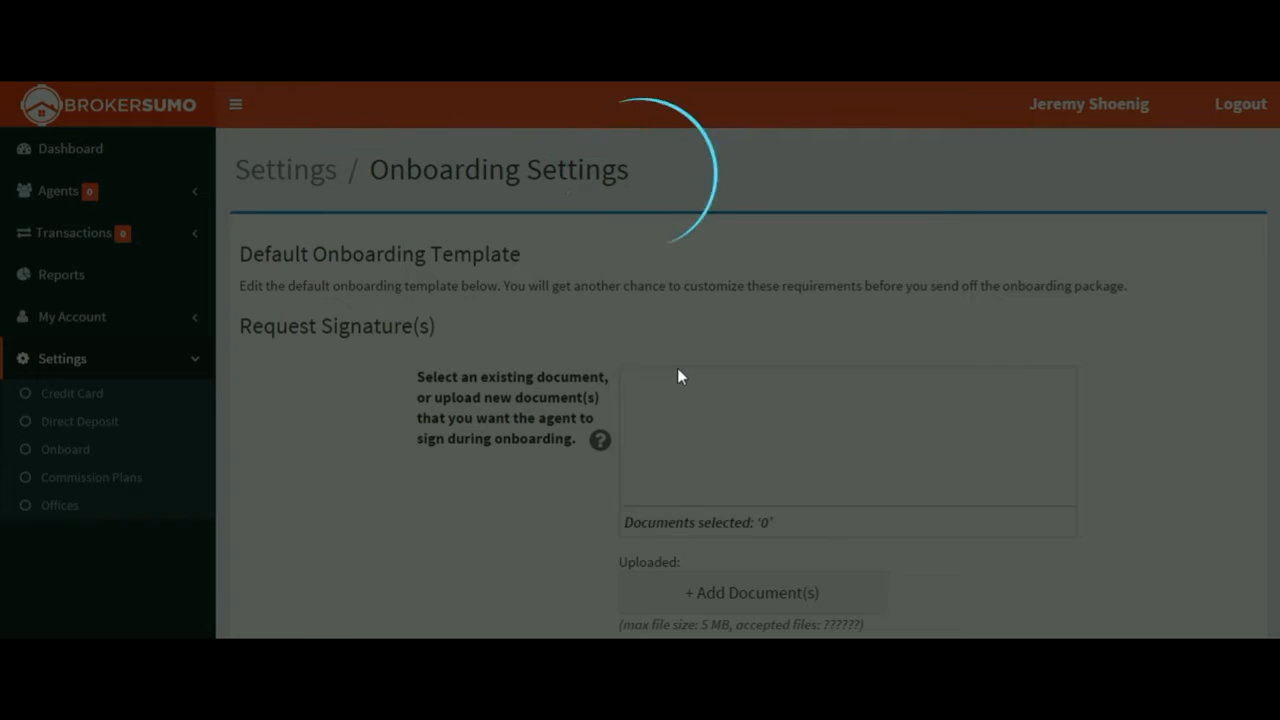 BROKERSUMO
Jeremy Shoenig
Logout
Dashboard
Agents 0
Transactions 0
Reports
My Account
Settings
Credit Card
Direct Deposit
Onboard
Commission Plans
Offices
Settings / Onboarding Settings
Default Onboarding Template
Edit the default onboarding template below. You will get another chance to customize these requirements before you send off the onboarding package.
Request Signature(s)
Select an existing document,
or upload new document(s)
that you want the agent to
sign during onboarding. ?
Documents selected: ‘0’
Uploaded:
+ Add Document(s)
(max file size: 5 MB, accepted files: ??????)